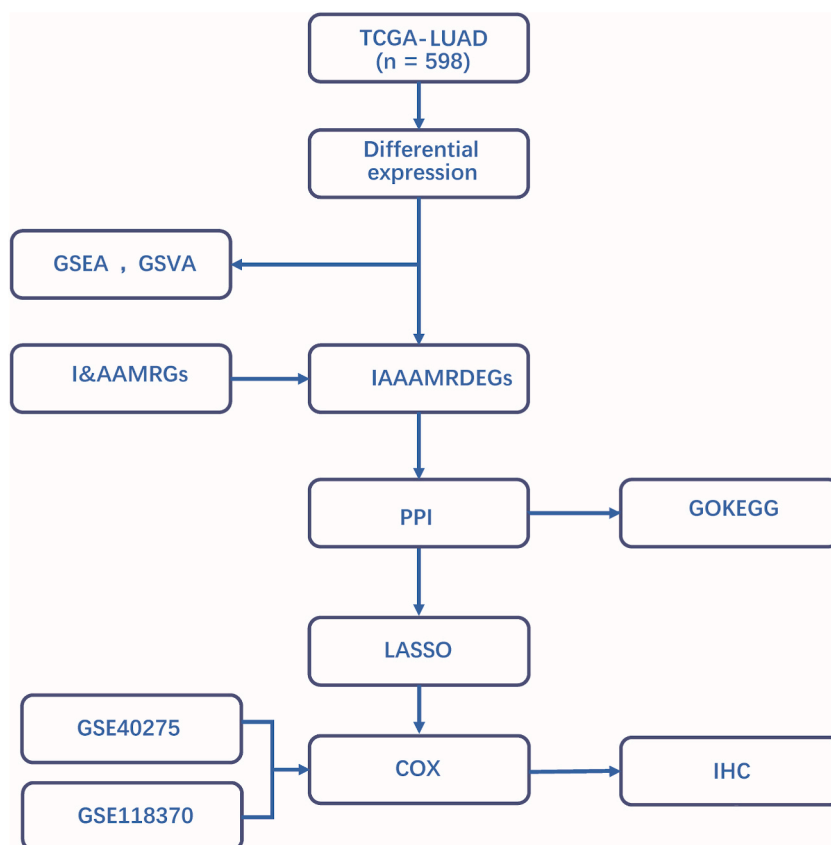 TCGA-LUAD
(n = 598)
Differential
expression
GSEA , GSVA
I&AAMRGs
IAAAMRDEGs
PPI
GOKEGG
LASSO
GSE40275
COX
IHC
GSE118370